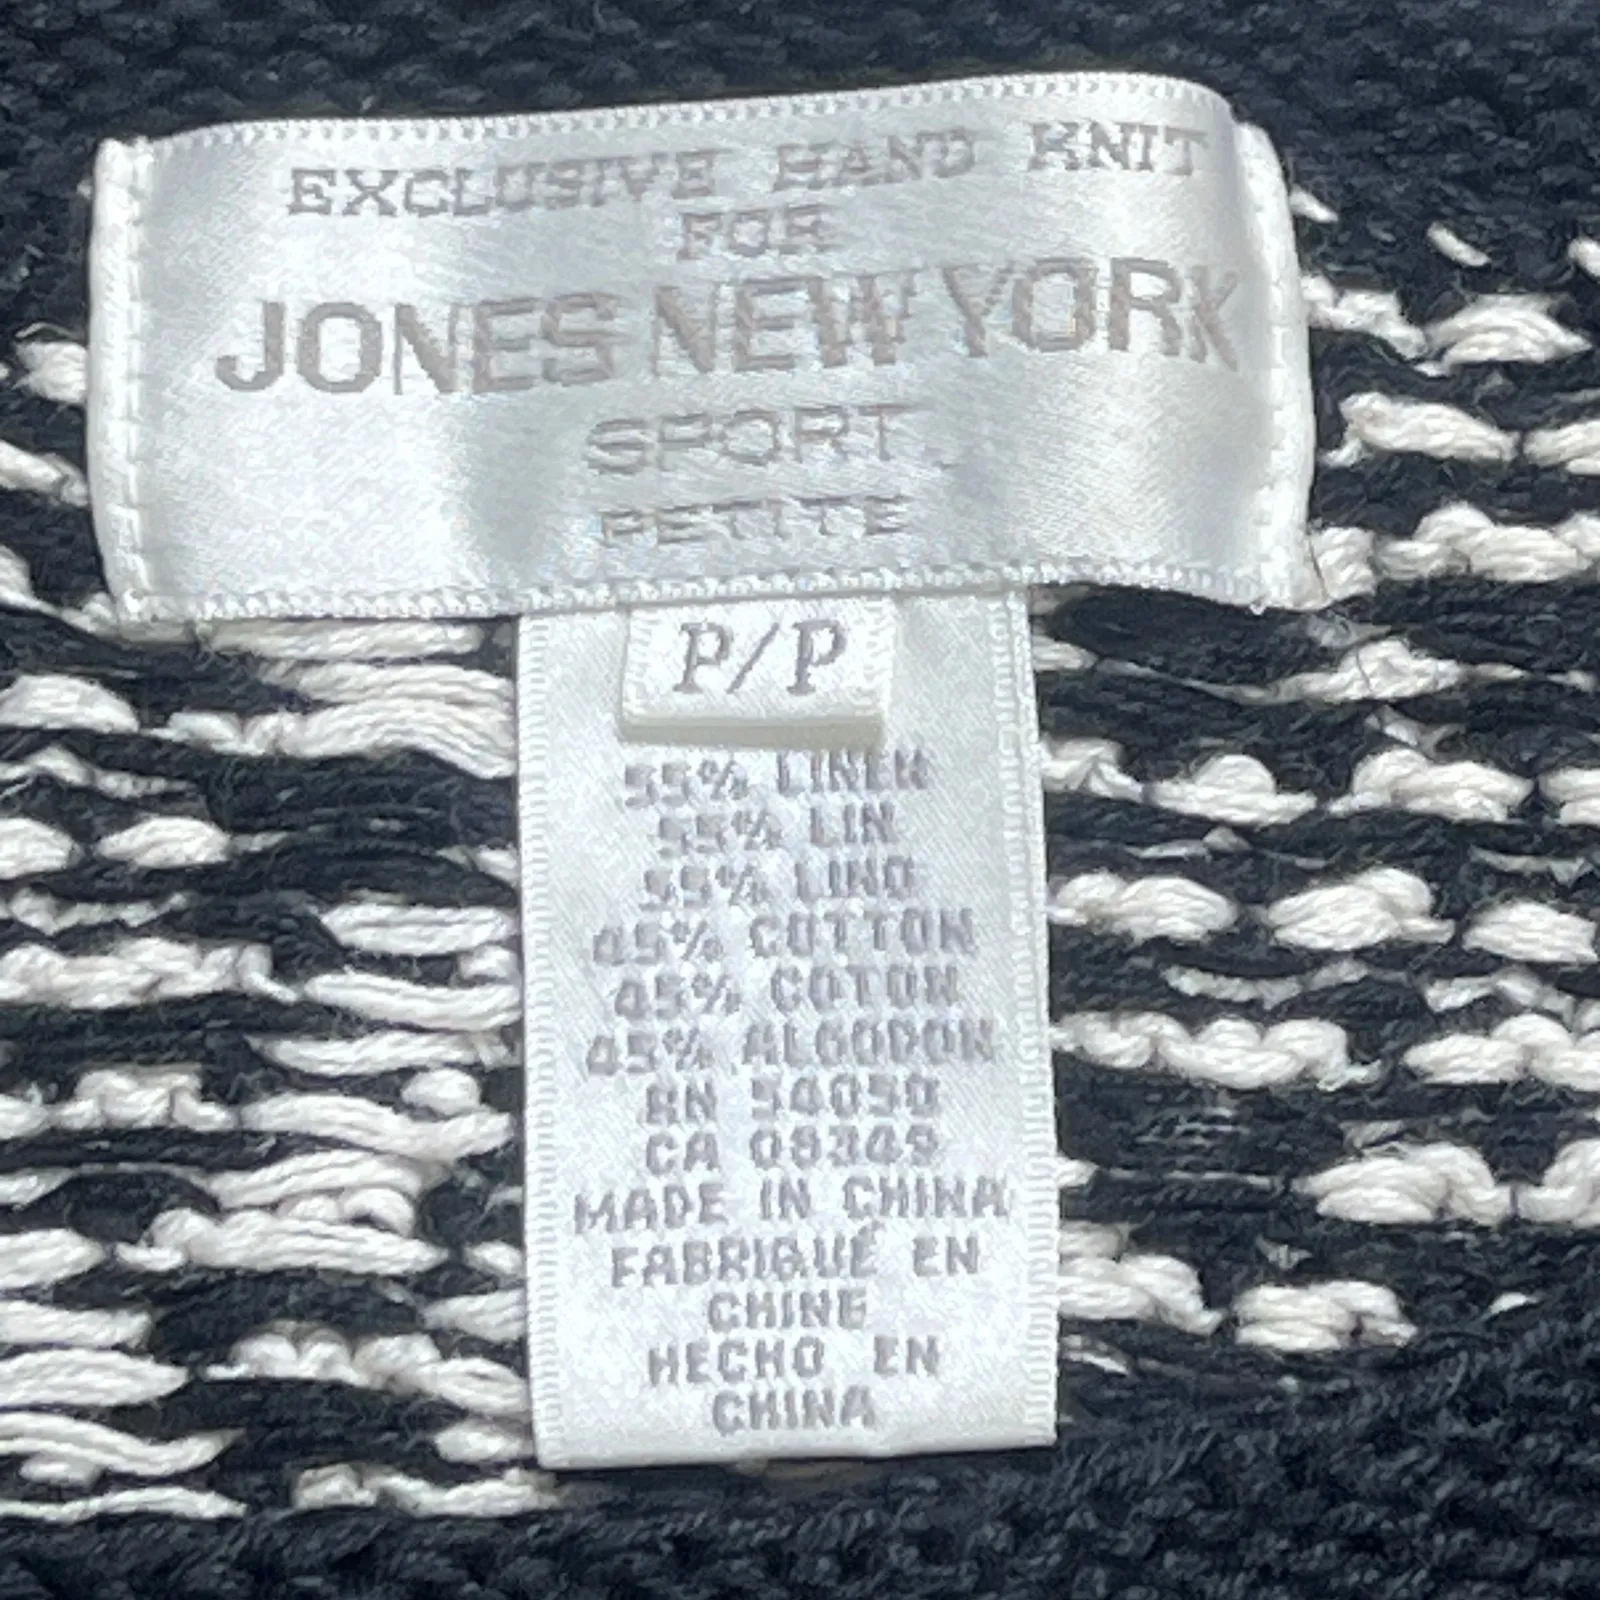 EXCLUSIVE HAND KNIT
FOR
JONES NEW YORK
SPORT
PETITE
P/P
55% LINEN
55% LIN
55% LINO
45% COTTON
45% COTON
45% ALGODON
RN 54050
CA 08349
MADE IN CHINA
FABRIQUÉ EN
CHINE
HECHO EN
CHINA